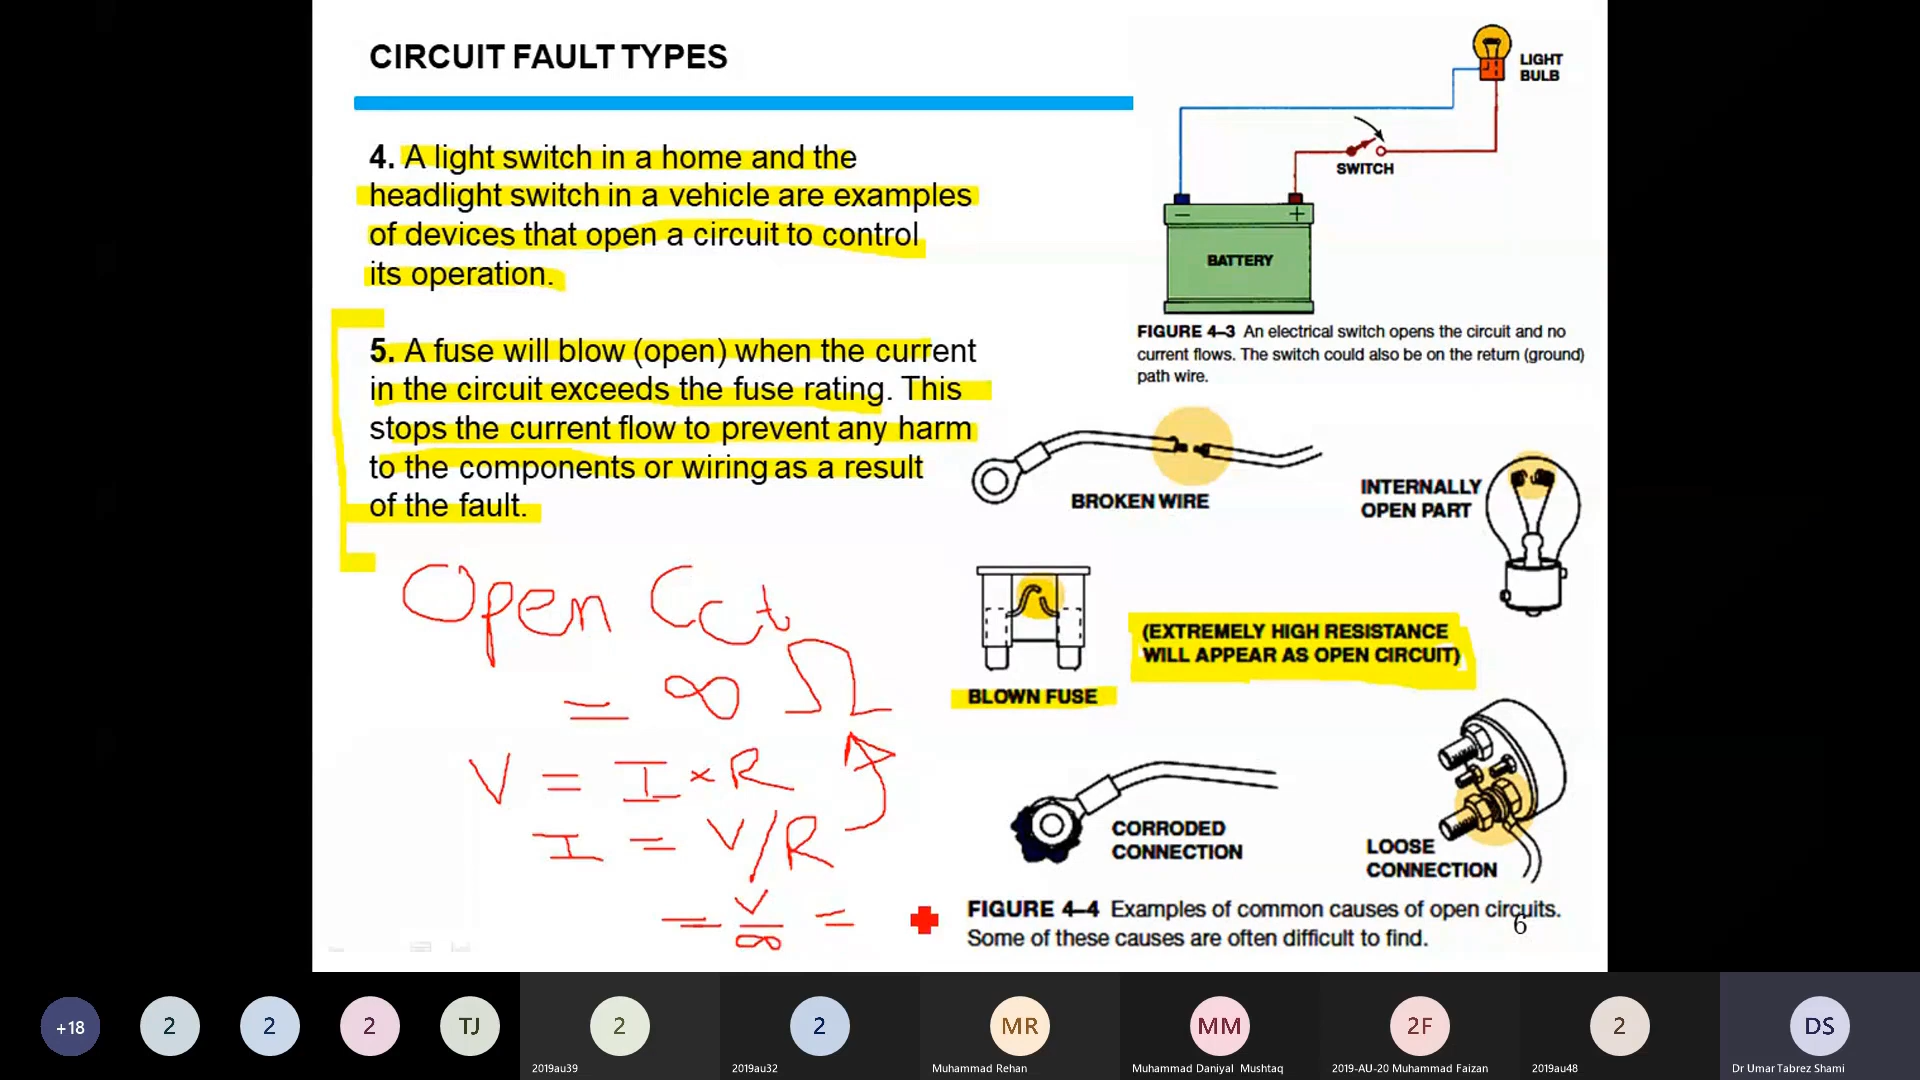 CIRCUIT FAULT TYPES
4. A light switch in a home and the
headlight switch in a vehicle are examples
of devices that open a circuit to control
its operation.
5. A fuse will blow (open) when the current
in the circuit exceeds the fuse rating. This
stops the current flow to prevent any harm
to the components or wiring as a result
of the fault.
Open Cct
= ∞ Ω
V = I × R
I = V/R
= V/∞ =
LIGHT
BULB
SWITCH
− +
BATTERY
FIGURE 4–3 An electrical switch opens the circuit and no
current flows. The switch could also be on the return (ground)
path wire.
BROKEN WIRE
INTERNALLY
OPEN PART
(EXTREMELY HIGH RESISTANCE
WILL APPEAR AS OPEN CIRCUIT)
BLOWN FUSE
CORRODED
CONNECTION
LOOSE
CONNECTION
FIGURE 4–4 Examples of common causes of open circuits.
Some of these causes are often difficult to find.
6
+18
2
2
2
TJ
2
2019au39
2
2019au32
MR
Muhammad Rehan
MM
Muhammad Daniyal Mushtaq
2F
2019-AU-20 Muhammad Faizan
2
2019au48
DS
Dr Umar Tabrez Shami